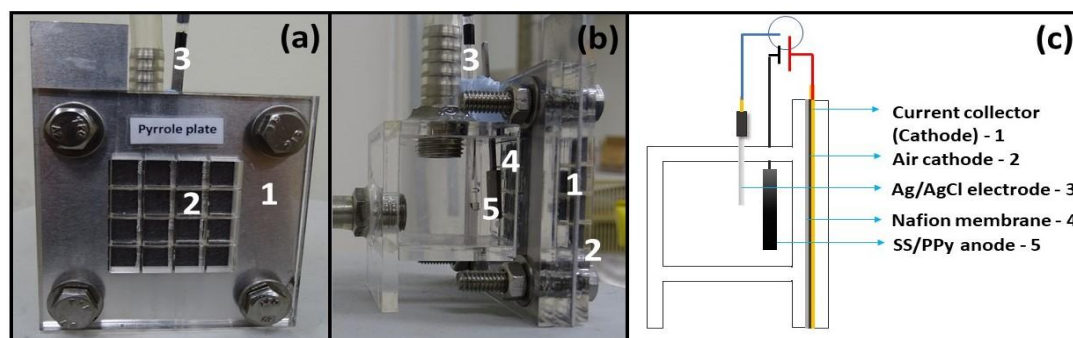 (a)
3
Pyrrole plate
1
2
(b)
3
4
1
5
2
(c)
Current collector
(Cathode) - 1
Air cathode - 2
Ag/AgCl electrode - 3
Nafion membrane - 4
SS/PPy anode - 5